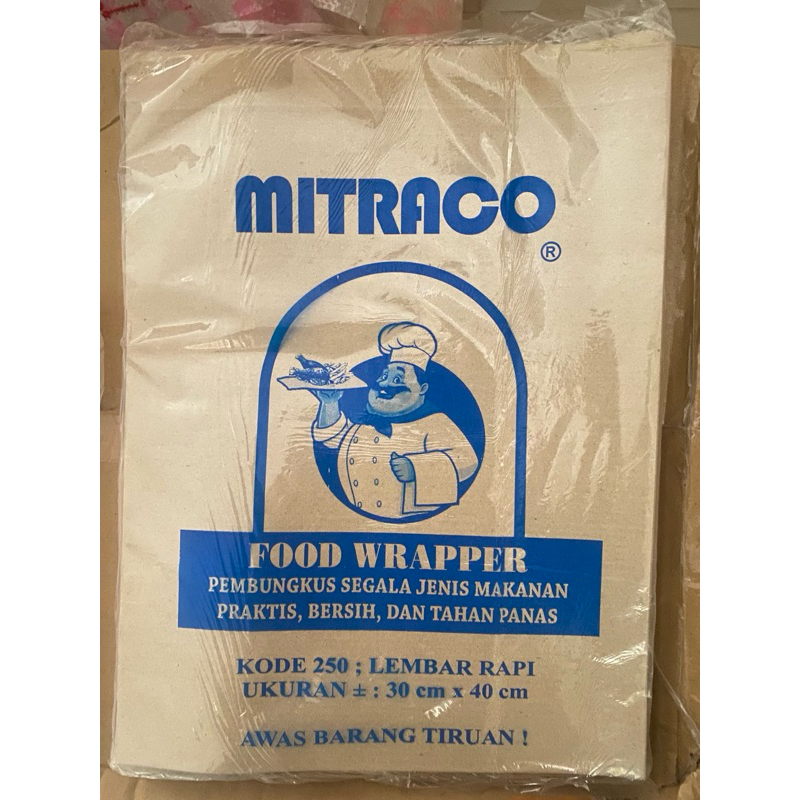 MITRACO
®
FOOD WRAPPER
PEMBUNGKUS SEGALA JENIS MAKANAN
PRAKTIS, BERSIH, DAN TAHAN PANAS
KODE 250 ; LEMBAR RAPI
UKURAN ± : 30 cm x 40 cm
AWAS BARANG TIRUAN !